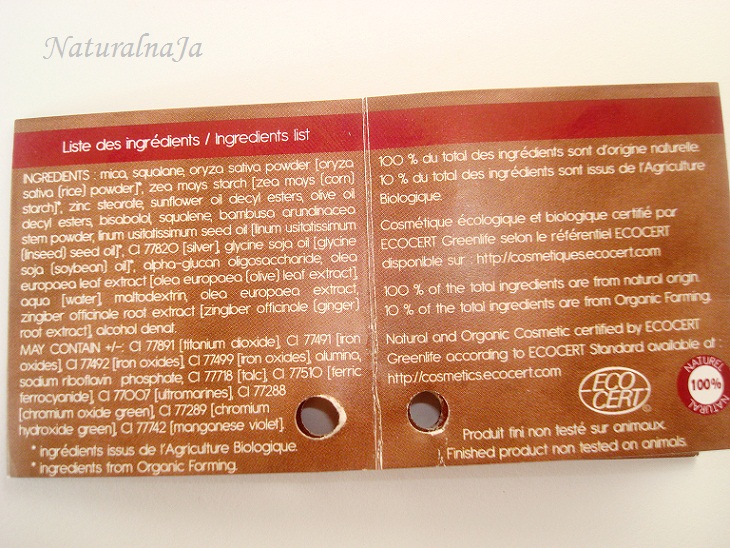 NaturalnaJa
Liste des ingrédients / Ingredients list
INGREDIENTS : mica, squalane, oryza sativa powder [oryza
sativa (rice) powder]*, zea mays starch [zea mays (corn)
starch]*, zinc stearate, sunflower oil decyl esters, olive oil
decyl esters, bisabolol, squalene, bambusa arundinacea
stem powder, linum usitatissimum seed oil [linum usitatissimum
(linseed) seed oil]*, CI 77820 [silver], glycine soja oil [glycine
soja (soybean) oil]*, alpha-glucan oligosaccharide, olea
europaea leaf extract [olea europaea (olive) leaf extract],
aqua [water], maltodextrin, olea europaea extract,
zingiber officinale root extract [zingiber officinale (ginger)
root extract], alcohol denat.
MAY CONTAIN +/-: CI 77891 [titanium dioxide], CI 77491 [iron
oxides], CI 77492 [iron oxides], CI 77499 [iron oxides], alumina,
sodium riboflavin phosphate, CI 77718 [talc], CI 77510 [ferric
ferrocyanide], CI 77007 [ultramarines], CI 77288
[chromium oxide green], CI 77289 [chromium
hydroxide green], CI 77742 [manganese violet].
* ingrédients issus de l'Agriculture Biologique.
* ingredients from Organic Farming.
100 % du total des ingrédients sont d'origine naturelle.
10 % du total des ingrédients sont issus de l'Agriculture
Biologique.
Cosmétique écologique et biologique certifié par
ECOCERT Greenlife selon le référentiel ECOCERT
disponible sur : http://cosmetiques.ecocert.com
100 % of the total ingredients are from natural origin.
10 % of the total ingredients are from Organic Farming.
Natural and Organic Cosmetic certified by ECOCERT
Greenlife according to ECOCERT Standard available at :
http://cosmetics.ecocert.com
ECO
CERT
NATUREL
100%
NATURAL
Produit fini non testé sur animaux.
Finished product non tested on animals.